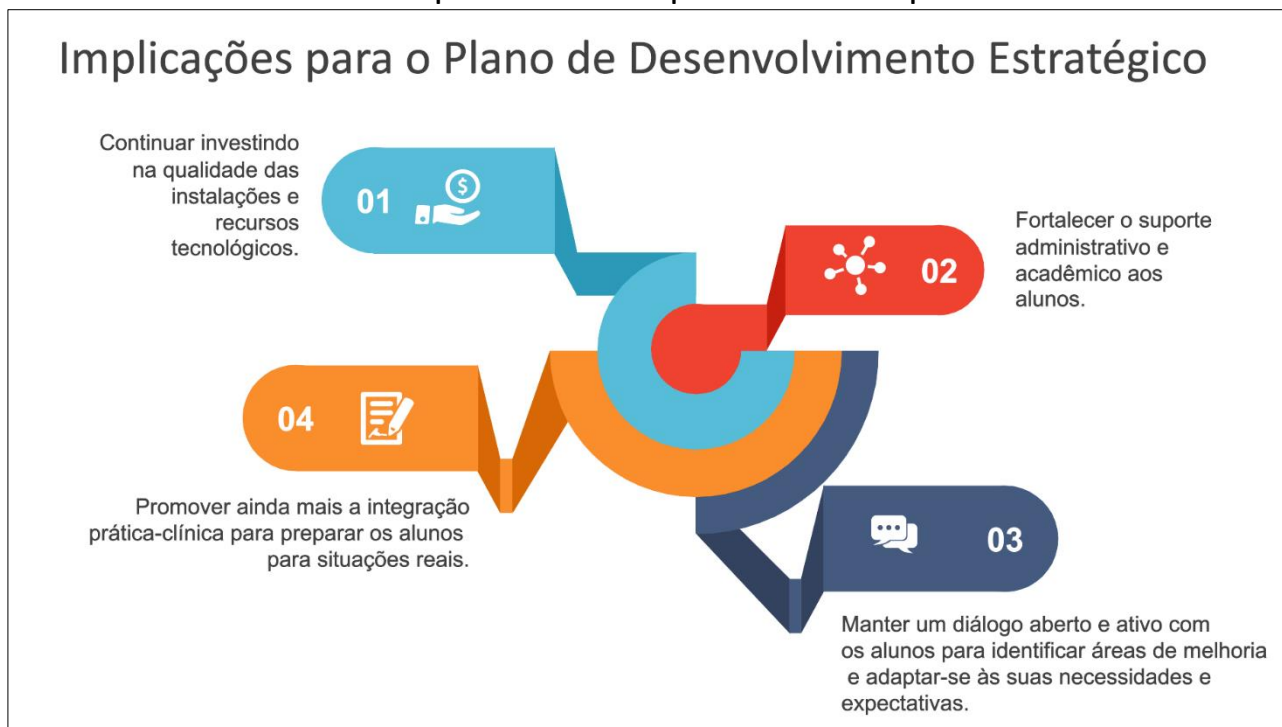 Implicações para o Plano de Desenvolvimento Estratégico
Continuar investindo
na qualidade das
instalações e
recursos
tecnológicos.
01
$
02
Fortalecer o suporte
administrativo e
acadêmico aos
alunos.
03
Manter um diálogo aberto e ativo com
os alunos para identificar áreas de melhoria
e adaptar-se às suas necessidades e
expectativas.
04
Promover ainda mais a integração
prática-clínica para preparar os alunos
para situações reais.